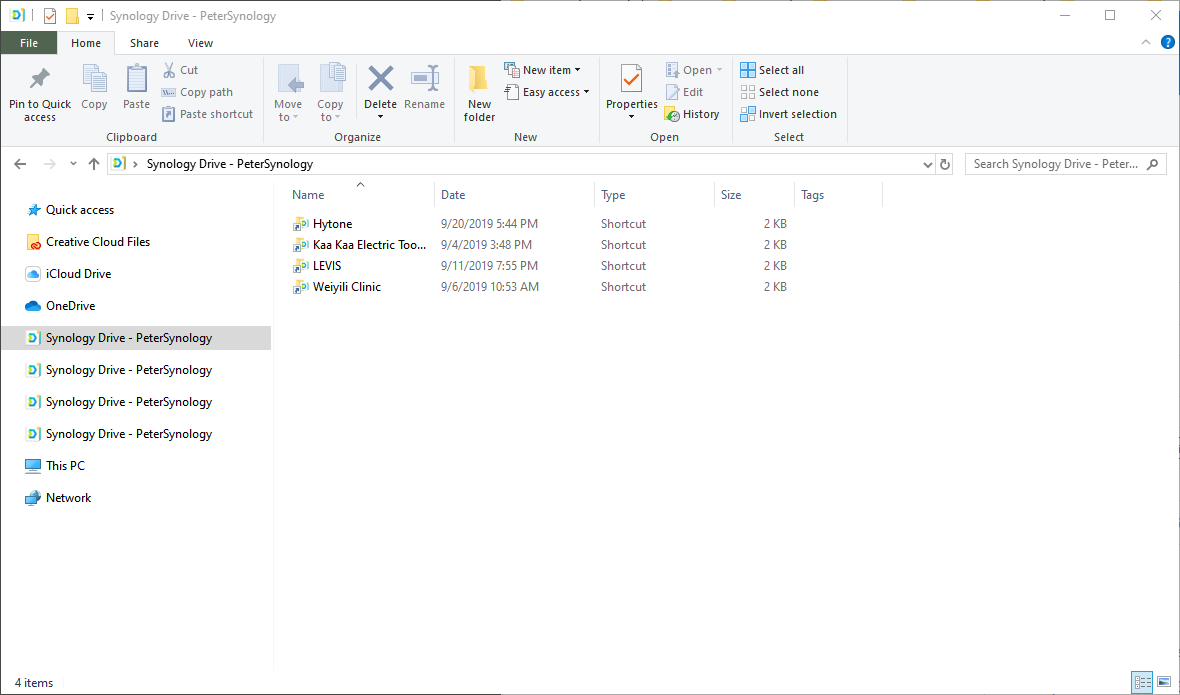 Synology Drive - PeterSynology
File Home Share View
Pin to Quick access
Copy
Paste
Cut
Copy path
Paste shortcut
Clipboard
Move to
Copy to
Delete
Rename
Organize
New folder
New item
Easy access
New
Properties
Open
Edit
History
Open
Select all
Select none
Invert selection
Select
Synology Drive - PeterSynology
Search Synology Drive - Peter...
Quick access
Creative Cloud Files
iCloud Drive
OneDrive
Synology Drive - PeterSynology
Synology Drive - PeterSynology
Synology Drive - PeterSynology
Synology Drive - PeterSynology
This PC
Network
Name Date Type Size Tags
Hytone 9/20/2019 5:44 PM Shortcut 2 KB
Kaa Kaa Electric Too... 9/4/2019 3:48 PM Shortcut 2 KB
LEVIS 9/11/2019 7:55 PM Shortcut 2 KB
Weiyili Clinic 9/6/2019 10:53 AM Shortcut 2 KB
4 items